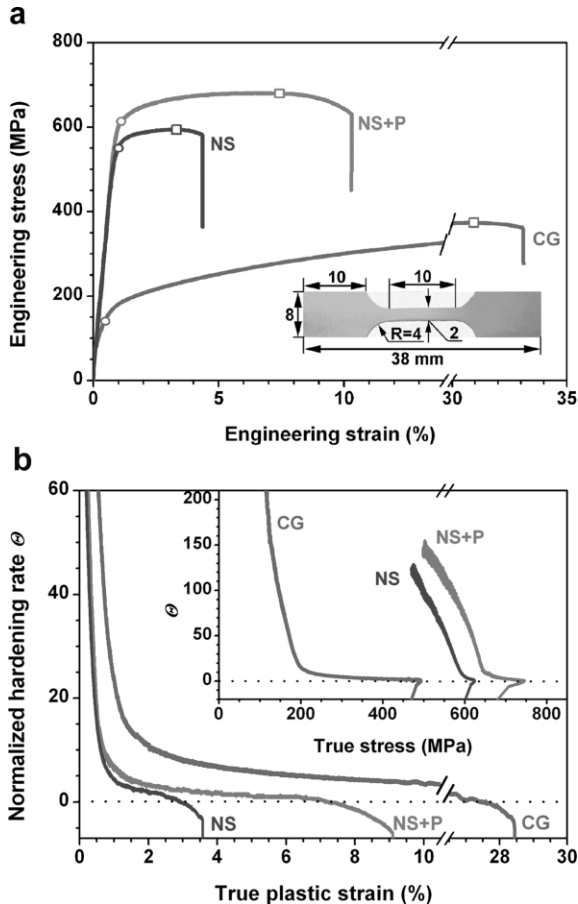 a
800
600
400
200
0
Engineering stress (MPa)
NS+P
NS
CG
10
10
8
R=4
2
38 mm
0
5
10
30
35
Engineering strain (%)
b
60
40
20
0
Normalized hardening rate Θ
200
150
100
50
0
Θ
CG
NS+P
NS
0
200
400
600
800
True stress (MPa)
NS
NS+P
CG
0
2
4
6
8
10
28
30
True plastic strain (%)